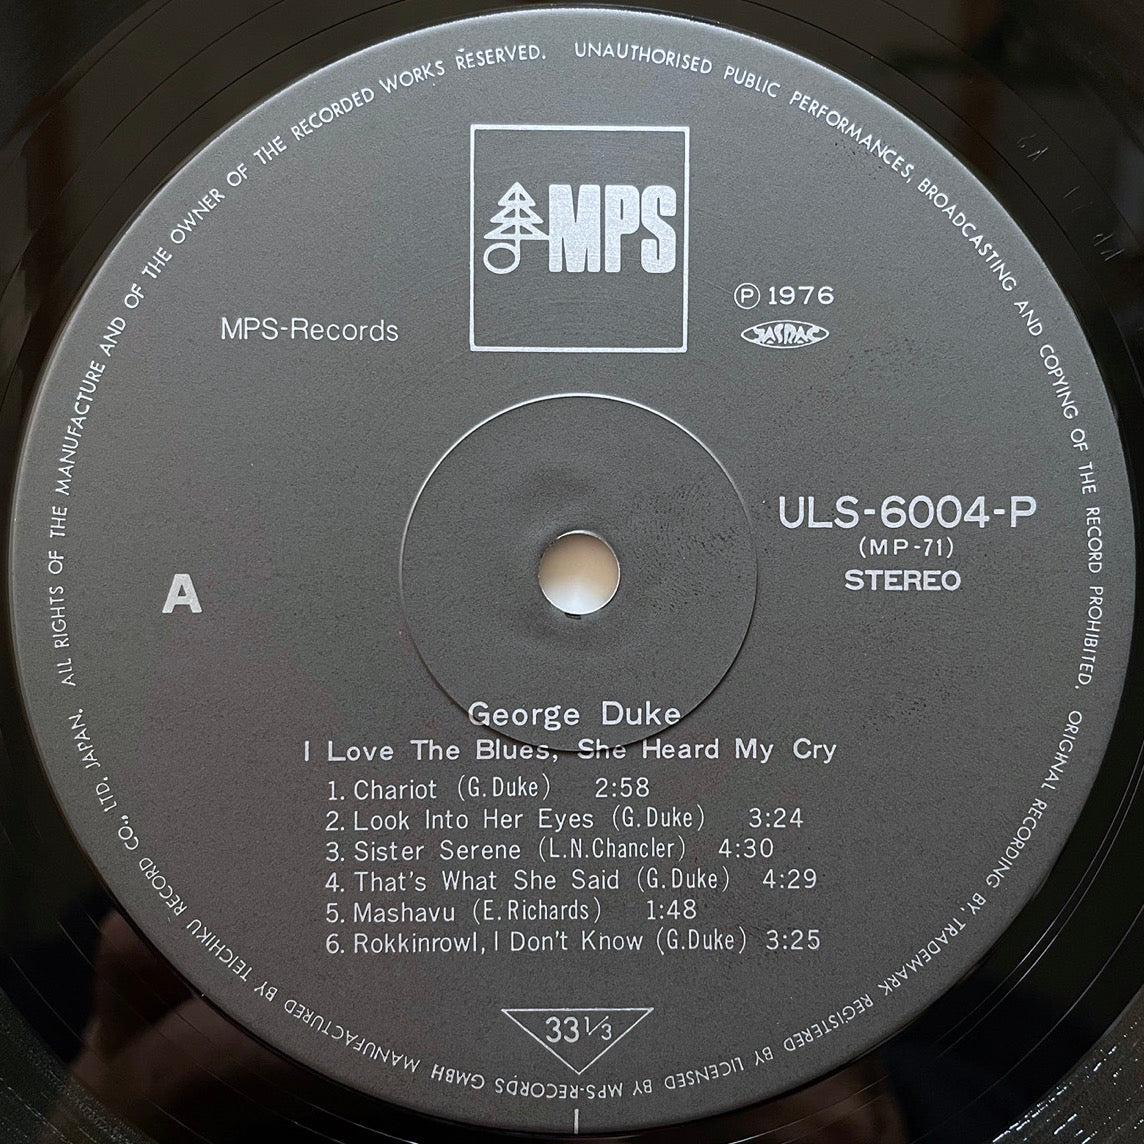 MANUFACTURED BY TEICHIKU RECORD CO., LTD, JAPAN. ALL RIGHTS OF THE MANUFACTURE AND OF THE OWNER OF THE RECORDED WORKS RESERVED. UNAUTHORISED PUBLIC PERFORMANCES, BROADCASTING AND COPYING OF THE RECORD PROHIBITED. ORIGINAL RECORDING BY, TRADEMARK REGISTERED BY LICENSED BY MPS-RECORDS GMBH
MPS
Ⓟ 1976
JASRAC
MPS-Records
ULS-6004-P
(MP-71)
STEREO
A
George Duke
I Love The Blues, She Heard My Cry
1. Chariot (G.Duke) 2:58
2. Look Into Her Eyes (G.Duke) 3:24
3. Sister Serene (L.N.Chancler) 4:30
4. That's What She Said (G.Duke) 4:29
5. Mashavu (E.Richards) 1:48
6. Rokkinrowl, I Don't Know (G.Duke) 3:25
33 1/3